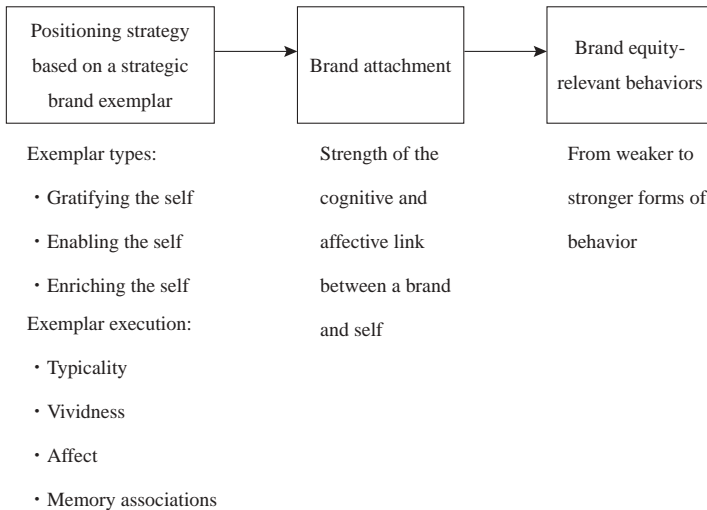 Positioning strategy
based on a strategic
brand exemplar
Brand attachment
Brand equity-
relevant behaviors
Exemplar types:
・Gratifying the self
・Enabling the self
・Enriching the self
Exemplar execution:
・Typicality
・Vividness
・Affect
・Memory associations
Strength of the
cognitive and
affective link
between a brand
and self
From weaker to
stronger forms of
behavior